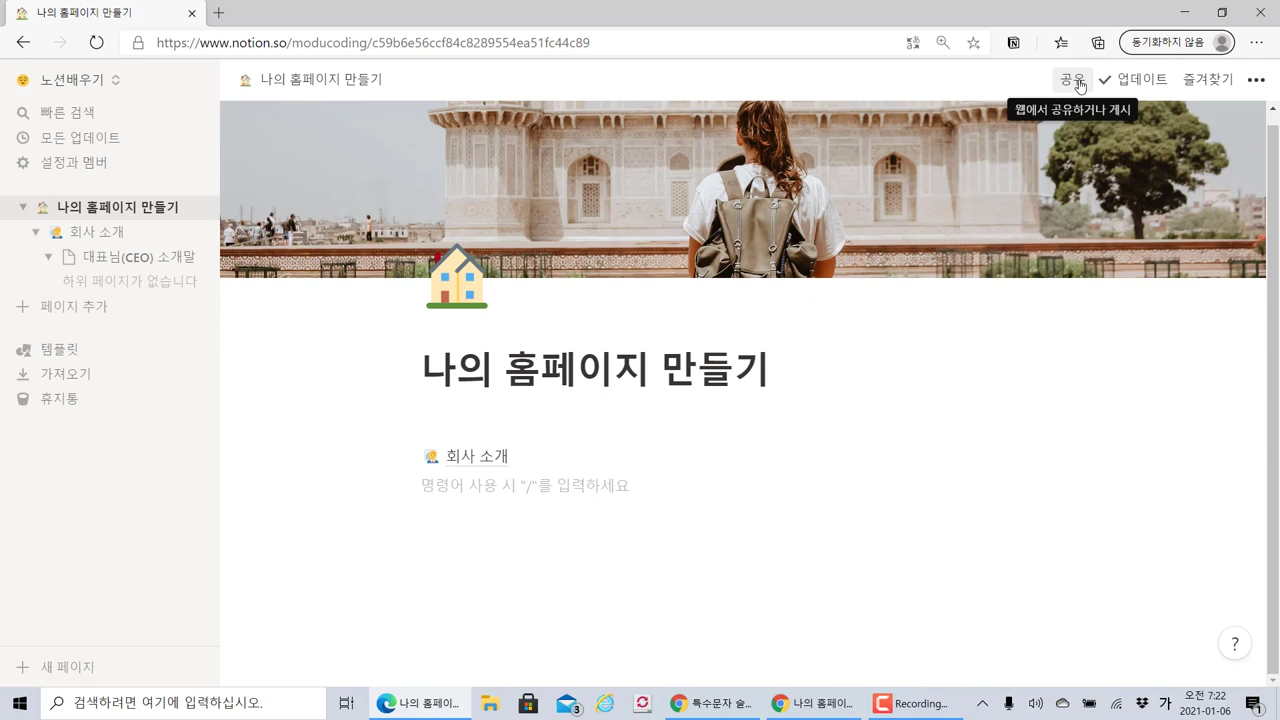 나의 홈페이지 만들기
https://www.notion.so/moducoding/c59b6e56ccf84c8289554ea51fc44c89
동기화하지 않음
노션배우기
나의 홈페이지 만들기
공유
업데이트
즐겨찾기
웹에서 공유하거나 게시
빠른 검색
모든 업데이트
설정과 멤버
나의 홈페이지 만들기
회사 소개
대표님(CEO) 소개말
하위 페이지가 없습니다
페이지 추가
템플릿
가져오기
휴지통
나의 홈페이지 만들기
회사 소개
명령어 사용 시 "/"를 입력하세요
새 페이지
?
검색하려면 여기에 입력하십시오.
나의 홈페이...
3
특수문자 슬...
나의 홈페이...
Recording...
가
오전 7:22
2021-01-06
1